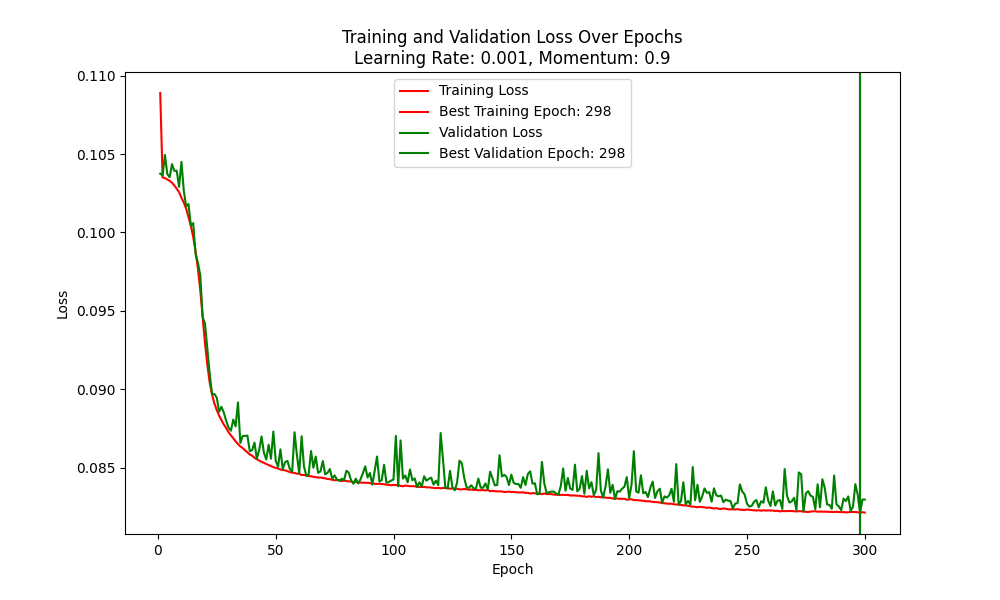 Training and Validation Loss Over Epochs
Learning Rate: 0.001, Momentum: 0.9
Training Loss
Best Training Epoch: 298
Validation Loss
Best Validation Epoch: 298
0.110
0.105
0.100
0.095
0.090
0.085
Loss
0
50
100
150
200
250
300
Epoch